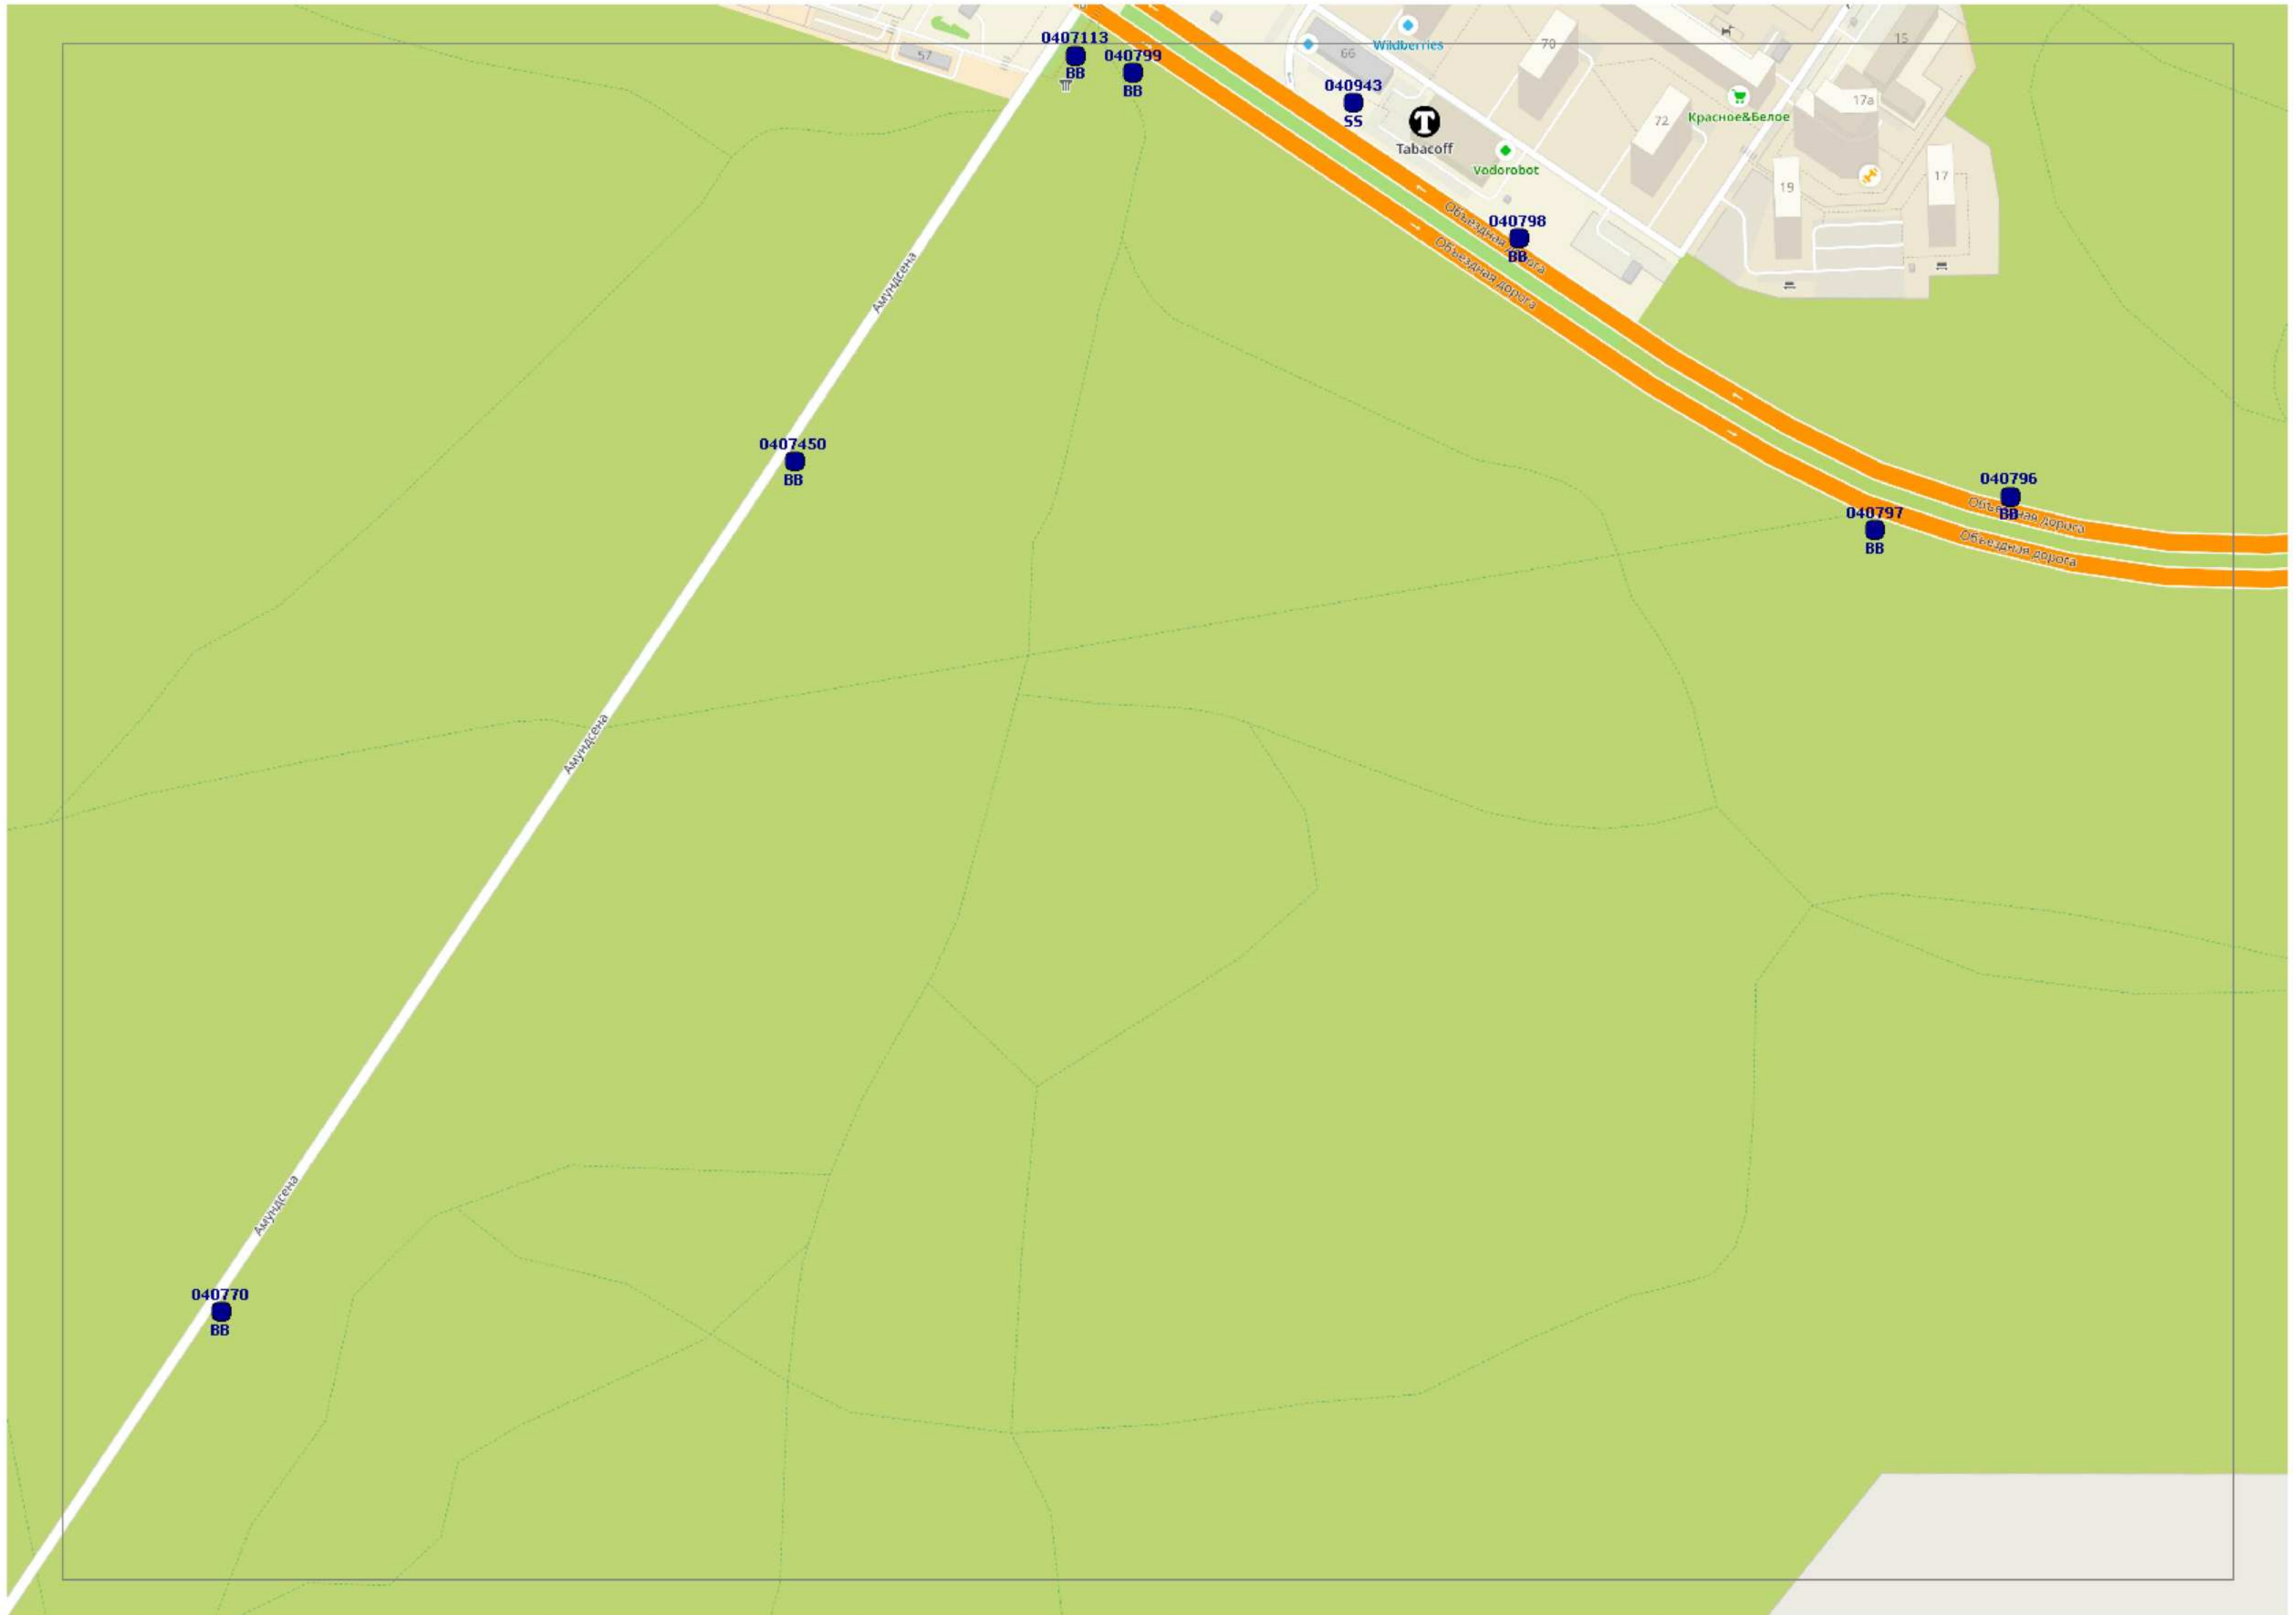 0407113
BB
040799
BB
57
66
Wildberries
70
15
040943
SS
Tabacoff
Vodorobot
72
Красное&Белое
17a
19
17
Объездная дорога
040798
BB
Объездная дорога
Амундсена
0407450
BB
040796
BB
Объездная дорога
040797
BB
Объездная дорога
Амундсена
Амундсена
040770
BB